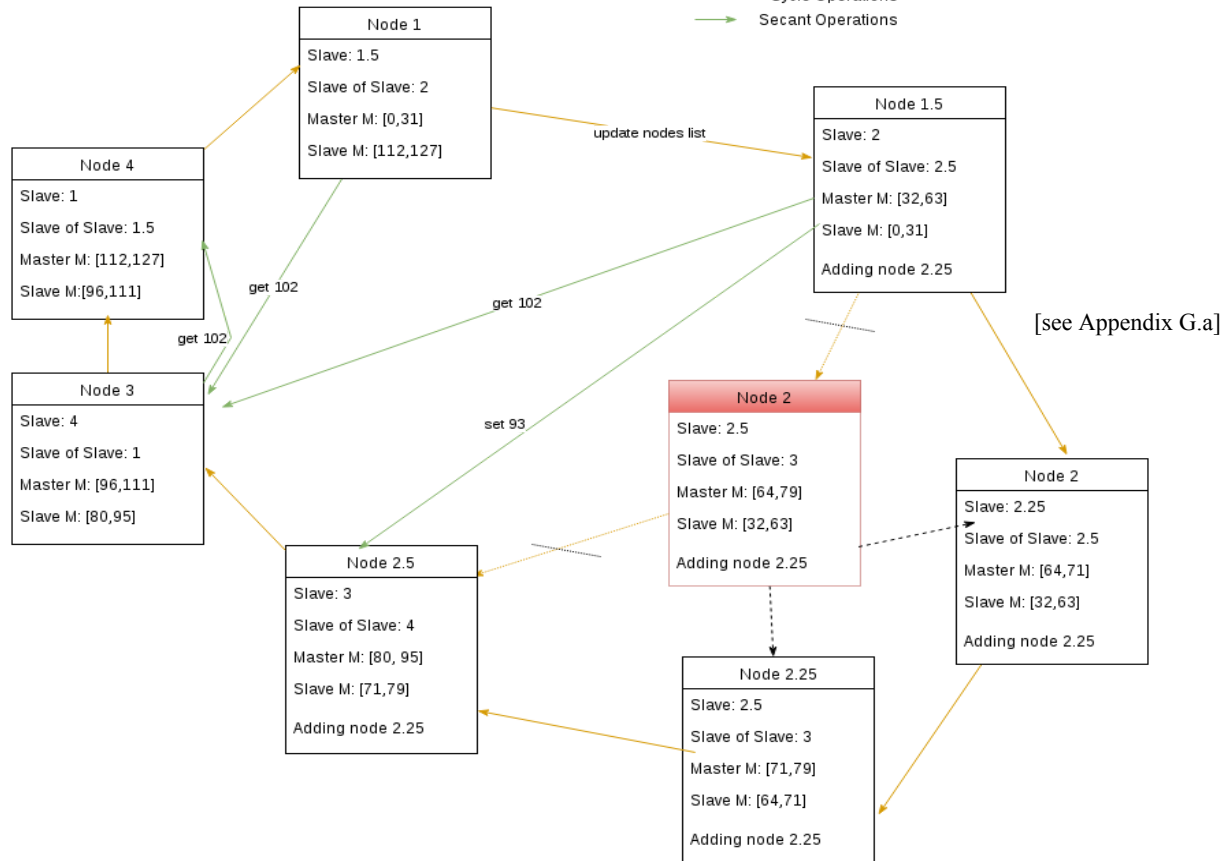 Secant Operations
Node 1
Slave: 1.5
Slave of Slave: 2
Master M: [0,31]
Slave M: [112,127]
update nodes list
Node 1.5
Slave: 2
Slave of Slave: 2.5
Master M: [32,63]
Slave M: [0,31]
Adding node 2.25
Node 4
Slave: 1
Slave of Slave: 1.5
Master M: [112,127]
Slave M:[96,111]
get 102
get 102
get 102
[see Appendix G.a]
Node 3
Slave: 4
Slave of Slave: 1
Master M: [96,111]
Slave M: [80,95]
set 93
Node 2
Slave: 2.5
Slave of Slave: 3
Master M: [64,79]
Slave M: [32,63]
Adding node 2.25
Node 2
Slave: 2.25
Slave of Slave: 2.5
Master M: [64,71]
Slave M: [32,63]
Adding node 2.25
Node 2.5
Slave: 3
Slave of Slave: 4
Master M: [80, 95]
Slave M: [71,79]
Adding node 2.25
Node 2.25
Slave: 2.5
Slave of Slave: 3
Master M: [71,79]
Slave M: [64,71]
Adding node 2.25